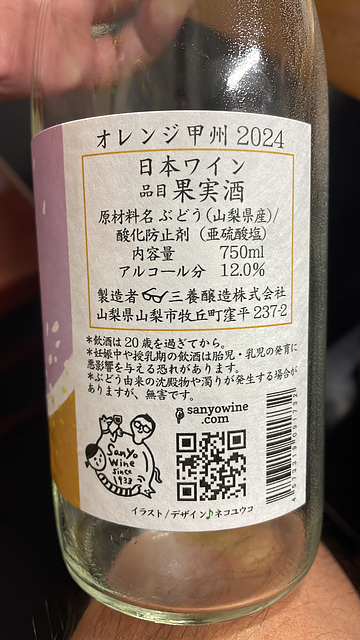 オレンジ甲州 2024
日本ワイン
品目 果実酒
原材料名 ぶどう(山梨県産)/
酸化防止剤 (亜硫酸塩)
内容量 750ml
アルコール分 12.0%
製造者 三養醸造株式会社
山梨県山梨市牧丘町窪平 237-2
*飲酒は 20 歳を過ぎてから。
*妊娠中や授乳期の飲酒は胎児・乳児の発育に
悪影響を与える恐れがあります。
*ぶどう由来の沈殿物や濁りが発生する場合が
ありますが、無害です。
sanyowine
.com
SanYo
Wine
since
1933
イラスト/デザイン♪ネコユウコ